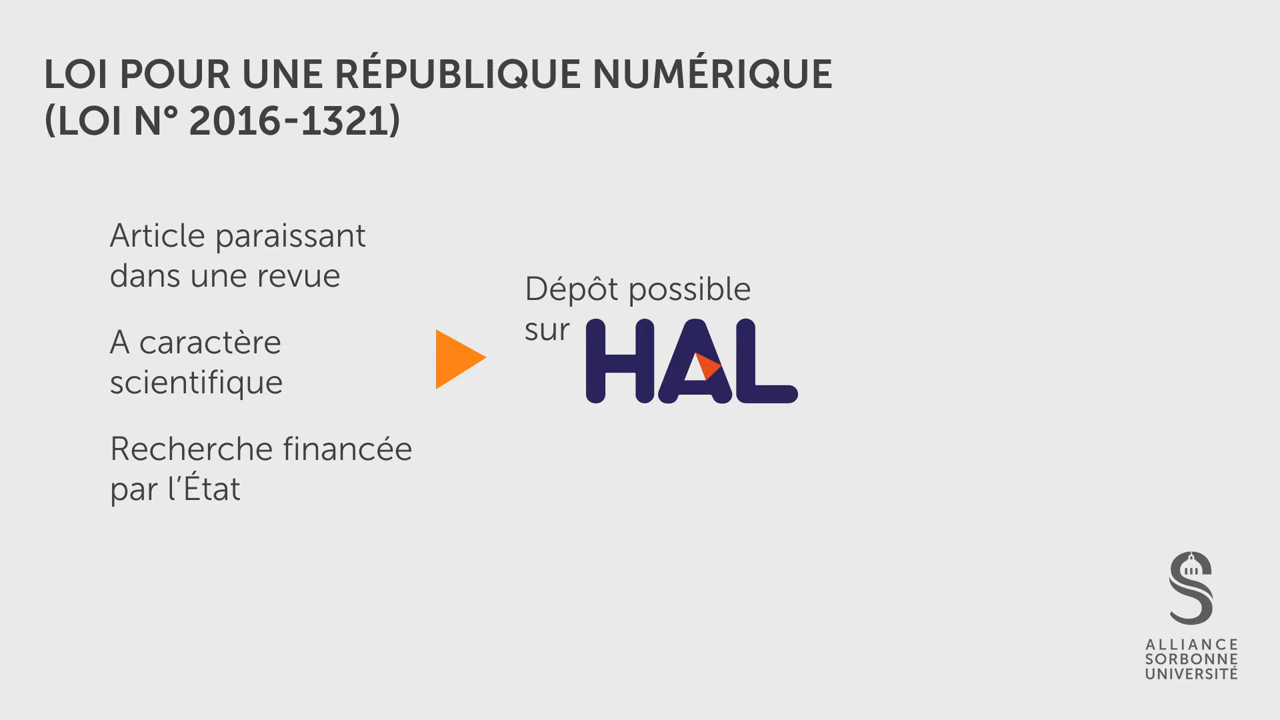 LOI POUR UNE RÉPUBLIQUE NUMÉRIQUE
(LOI N° 2016-1321)
Article paraissant
dans une revue
A caractère
scientifique
Recherche financée
par l’État
Dépôt possible
sur HAL
ALLIANCE
SORBONNE
UNIVERSITÉ